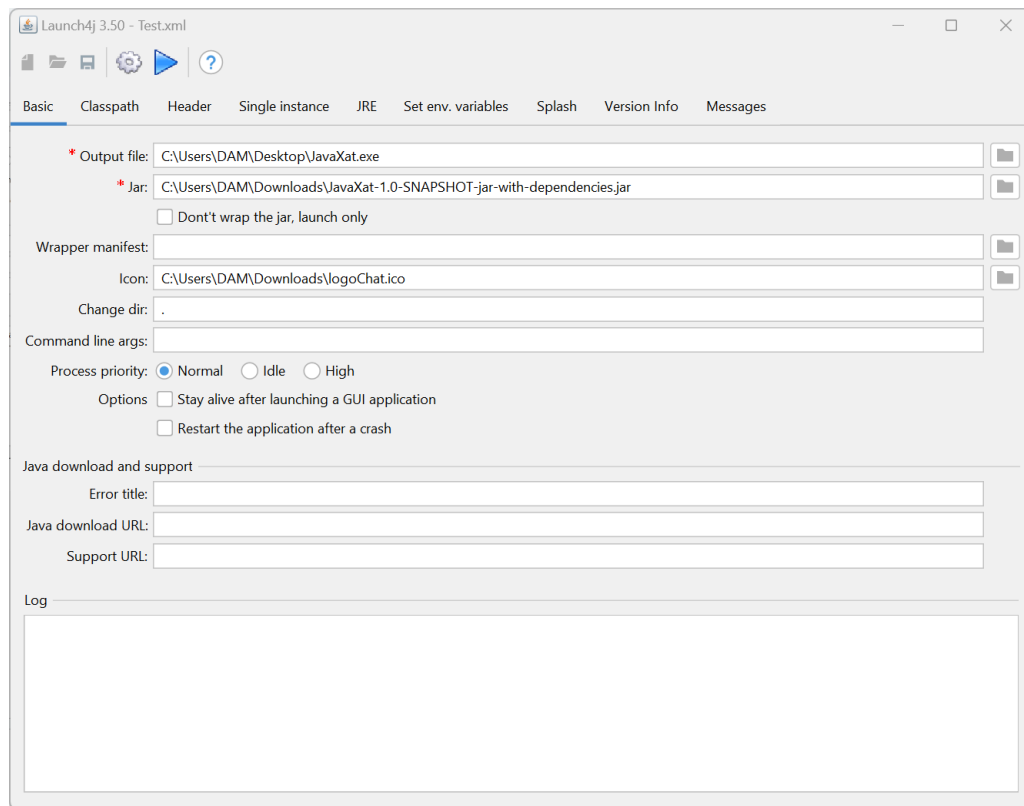 Launch4j 3.50 - Test.xml
?
Basic Classpath Header Single instance JRE Set env. variables Splash Version Info Messages
* Output file: C:\Users\DAM\Desktop\JavaXat.exe
* Jar: C:\Users\DAM\Downloads\JavaXat-1.0-SNAPSHOT-jar-with-dependencies.jar
Dont't wrap the jar, launch only
Wrapper manifest:
Icon: C:\Users\DAM\Downloads\logoChat.ico
Change dir: .
Command line args:
Process priority: Normal Idle High
Options Stay alive after launching a GUI application
Restart the application after a crash
Java download and support
Error title:
Java download URL:
Support URL:
Log